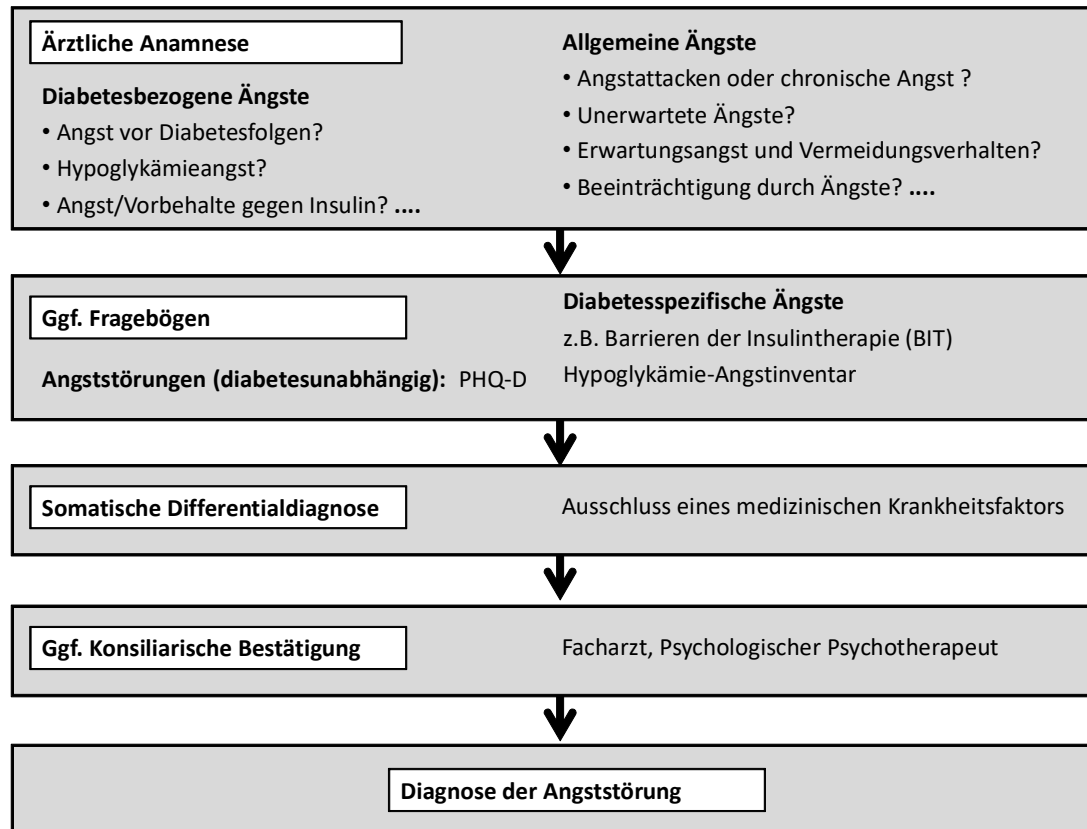 Ärztliche Anamnese
Diabetesbezogene Ängste
• Angst vor Diabetesfolgen?
• Hypoglykämieangst?
• Angst/Vorbehalte gegen Insulin? ....
Allgemeine Ängste
• Angstattacken oder chronische Angst ?
• Unerwartete Ängste?
• Erwartungsangst und Vermeidungsverhalten?
• Beeinträchtigung durch Ängste? ....
Ggf. Fragebögen
Angststörungen (diabetesunabhängig): PHQ-D
Diabetesspezifische Ängste
z.B. Barrieren der Insulintherapie (BIT)
Hypoglykämie-Angstinventar
Somatische Differentialdiagnose
Ausschluss eines medizinischen Krankheitsfaktors
Ggf. Konsiliarische Bestätigung
Facharzt, Psychologischer Psychotherapeut
Diagnose der Angststörung